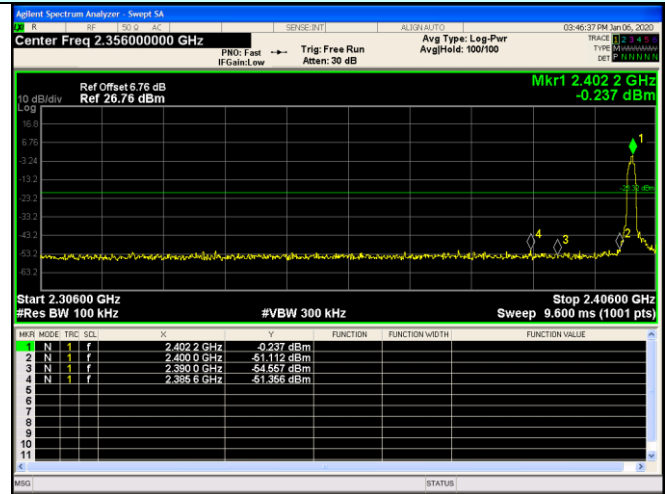 Agilent Spectrum Analyzer - Swept SA
R RF 50 Ω AC SENSE:INT ALIGN AUTO 03:46:37 PM Jan 06, 2020
Center Freq 2.356000000 GHz
PNO: Fast
IFGain:Low
Trig: Free Run
Atten: 30 dB
Avg Type: Log-Pwr
Avg|Hold: 100/100
TRACE 1 2 3 4 5 6
TYPE M
DET P N N N N N
Mkr1 2.402 2 GHz
-0.237 dBm
Ref Offset 6.76 dB
10 dB/div Ref 26.76 dBm
Log
16.8
6.76
-3.24
-13.2
-23.2
-33.2
-43.2
-53.2
-63.2
1
4
3
2
Start 2.30600 GHz Stop 2.40600 GHz
#Res BW 100 kHz #VBW 300 kHz Sweep 9.600 ms (1001 pts)
MKR MODE TRC SCL X Y FUNCTION FUNCTION WIDTH FUNCTION VALUE
1 N 1 f 2.402 2 GHz -0.237 dBm
2 N 1 f 2.400 0 GHz -51.112 dBm
3 N 1 f 2.390 0 GHz -54.557 dBm
4 N 1 f 2.385 6 GHz -51.356 dBm
5
6
7
8
9
10
11
MSG STATUS